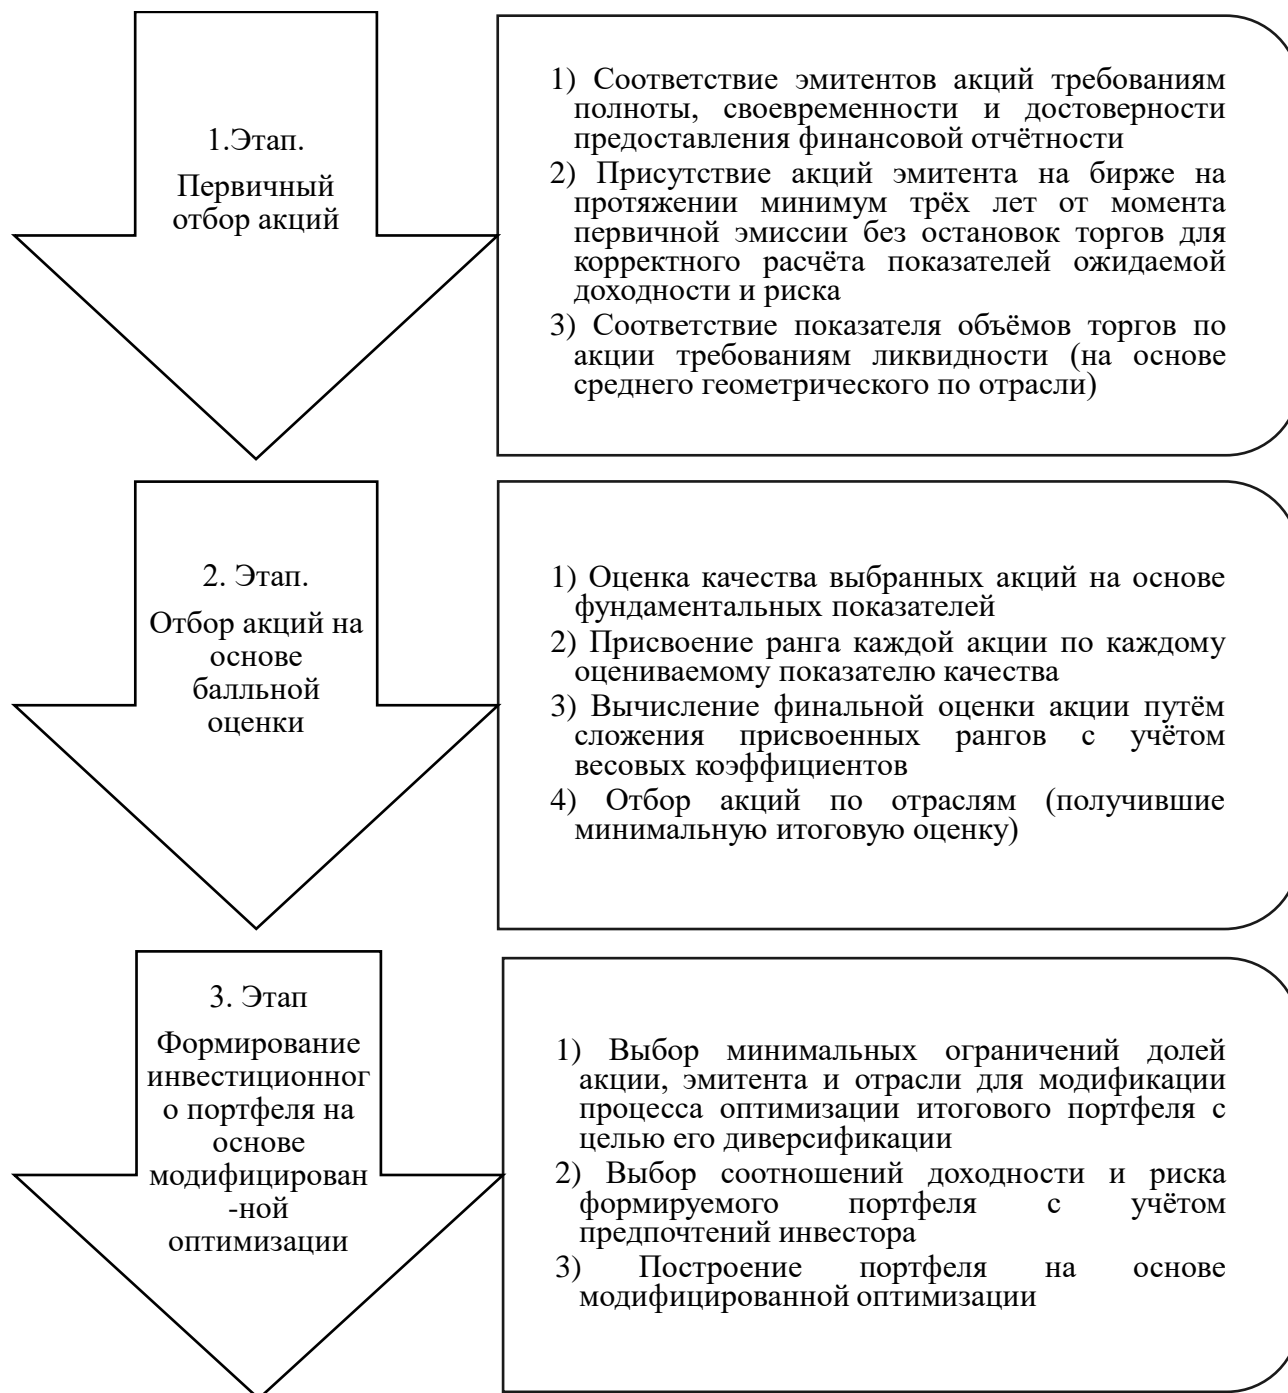 1.Этап.
Первичный
отбор акций
1) Соответствие эмитентов акций требованиям
полноты, своевременности и достоверности
предоставления финансовой отчётности
2) Присутствие акций эмитента на бирже на
протяжении минимум трёх лет от момента
первичной эмиссии без остановок торгов для
корректного расчёта показателей ожидаемой
доходности и риска
3) Соответствие показателя объёмов торгов по
акции требованиям ликвидности (на основе
среднего геометрического по отрасли)
2. Этап.
Отбор акций на
основе
балльной
оценки
1) Оценка качества выбранных акций на основе
фундаментальных показателей
2) Присвоение ранга каждой акции по каждому
оцениваемому показателю качества
3) Вычисление финальной оценки акции путём
сложения присвоенных рангов с учётом
весовых коэффициентов
4) Отбор акций по отраслям (получившие
минимальную итоговую оценку)
3. Этап
Формирование
инвестиционног
о портфеля на
основе
модифицирован
-ной
оптимизации
1) Выбор минимальных ограничений долей
акции, эмитента и отрасли для модификации
процесса оптимизации итогового портфеля с
целью его диверсификации
2) Выбор соотношений доходности и риска
формируемого портфеля с учётом
предпочтений инвестора
3) Построение портфеля на основе
модифицированной оптимизации